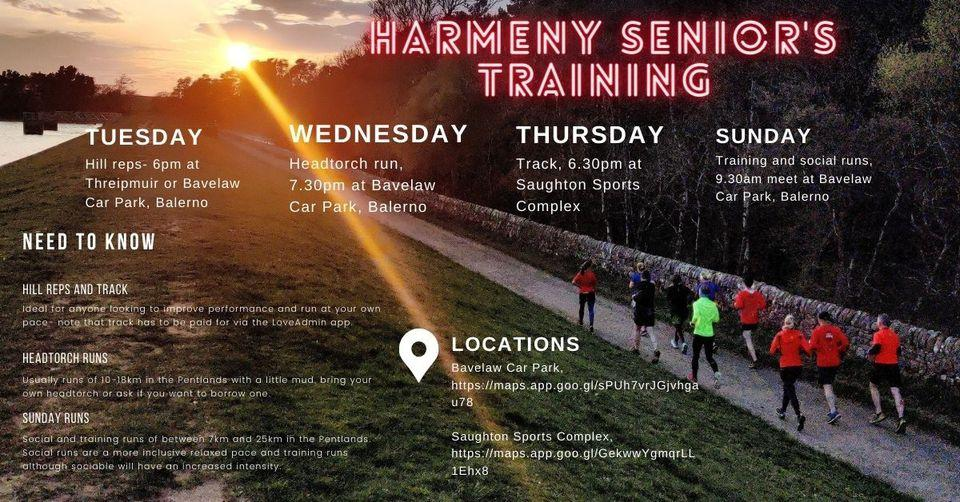 HARMENY SENIOR'S
TRAINING
TUESDAY
Hill reps- 6pm at
Threipmuir or Bavelaw
Car Park, Balerno
WEDNESDAY
Headtorch run,
7.30pm at Bavelaw
Car Park, Balerno
THURSDAY
Track, 6.30pm at
Saughton Sports
Complex
SUNDAY
Training and social runs,
9.30am meet at Bavelaw
Car Park, Balerno
NEED TO KNOW
HILL REPS AND TRACK
Ideal for anyone looking to improve performance and run at your own
pace- note that track has to be paid for via the LoveAdmin app.
HEADTORCH RUNS
Usually runs of 10-18km in the Pentlands with a little mud, bring your
own headtorch or ask if you want to borrow one.
SUNDAY RUNS
Social and training runs of between 7km and 25km in the Pentlands.
Social runs are a more inclusive relaxed pace and training runs
although sociable will have an increased intensity.
LOCATIONS
Bavelaw Car Park,
https://maps.app.goo.gl/sPUh7vrJGjvhga
u78
Saughton Sports Complex,
https://maps.app.goo.gl/GekwwYgmqrLL
1Ehx8